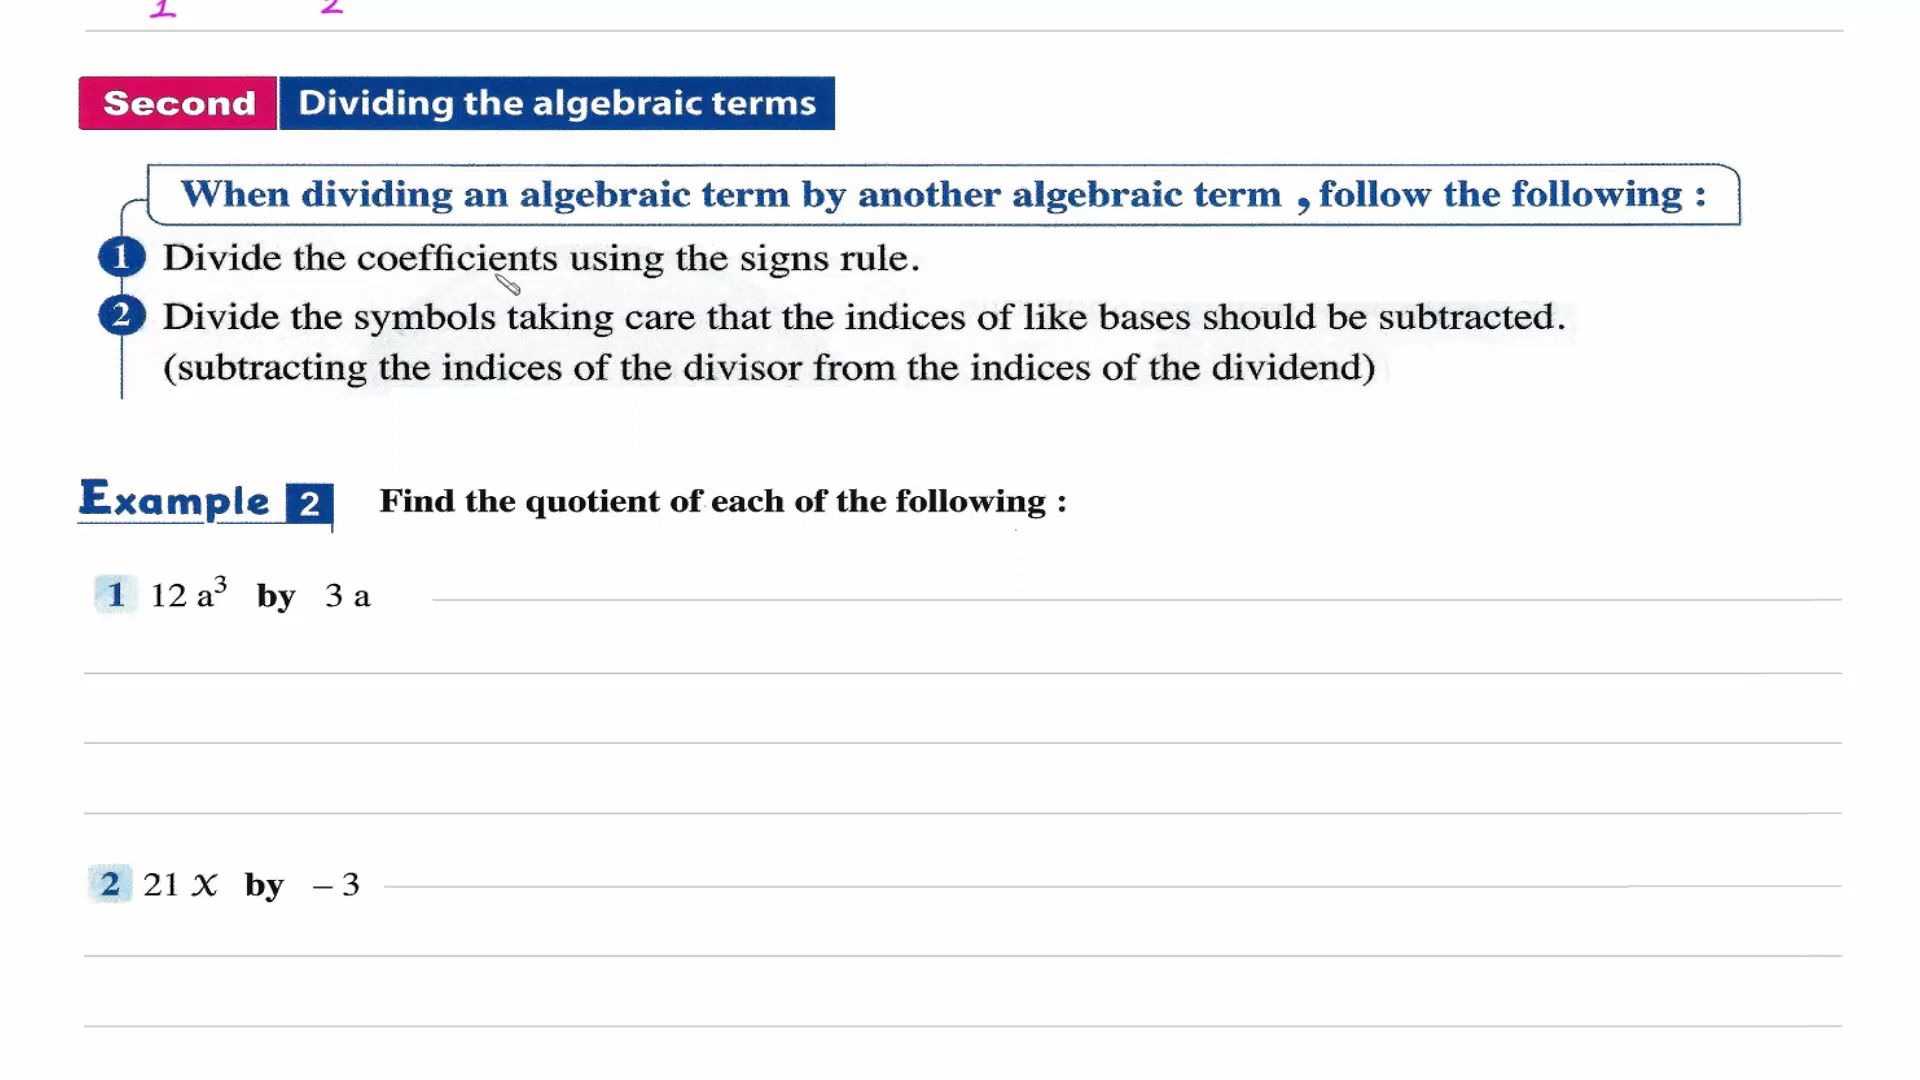 1 2
Second Dividing the algebraic terms
When dividing an algebraic term by another algebraic term , follow the following :
1 Divide the coefficients using the signs rule.
2 Divide the symbols taking care that the indices of like bases should be subtracted.
(subtracting the indices of the divisor from the indices of the dividend)
Example 2 Find the quotient of each of the following :
1 12 a³ by 3 a
2 21 x by – 3